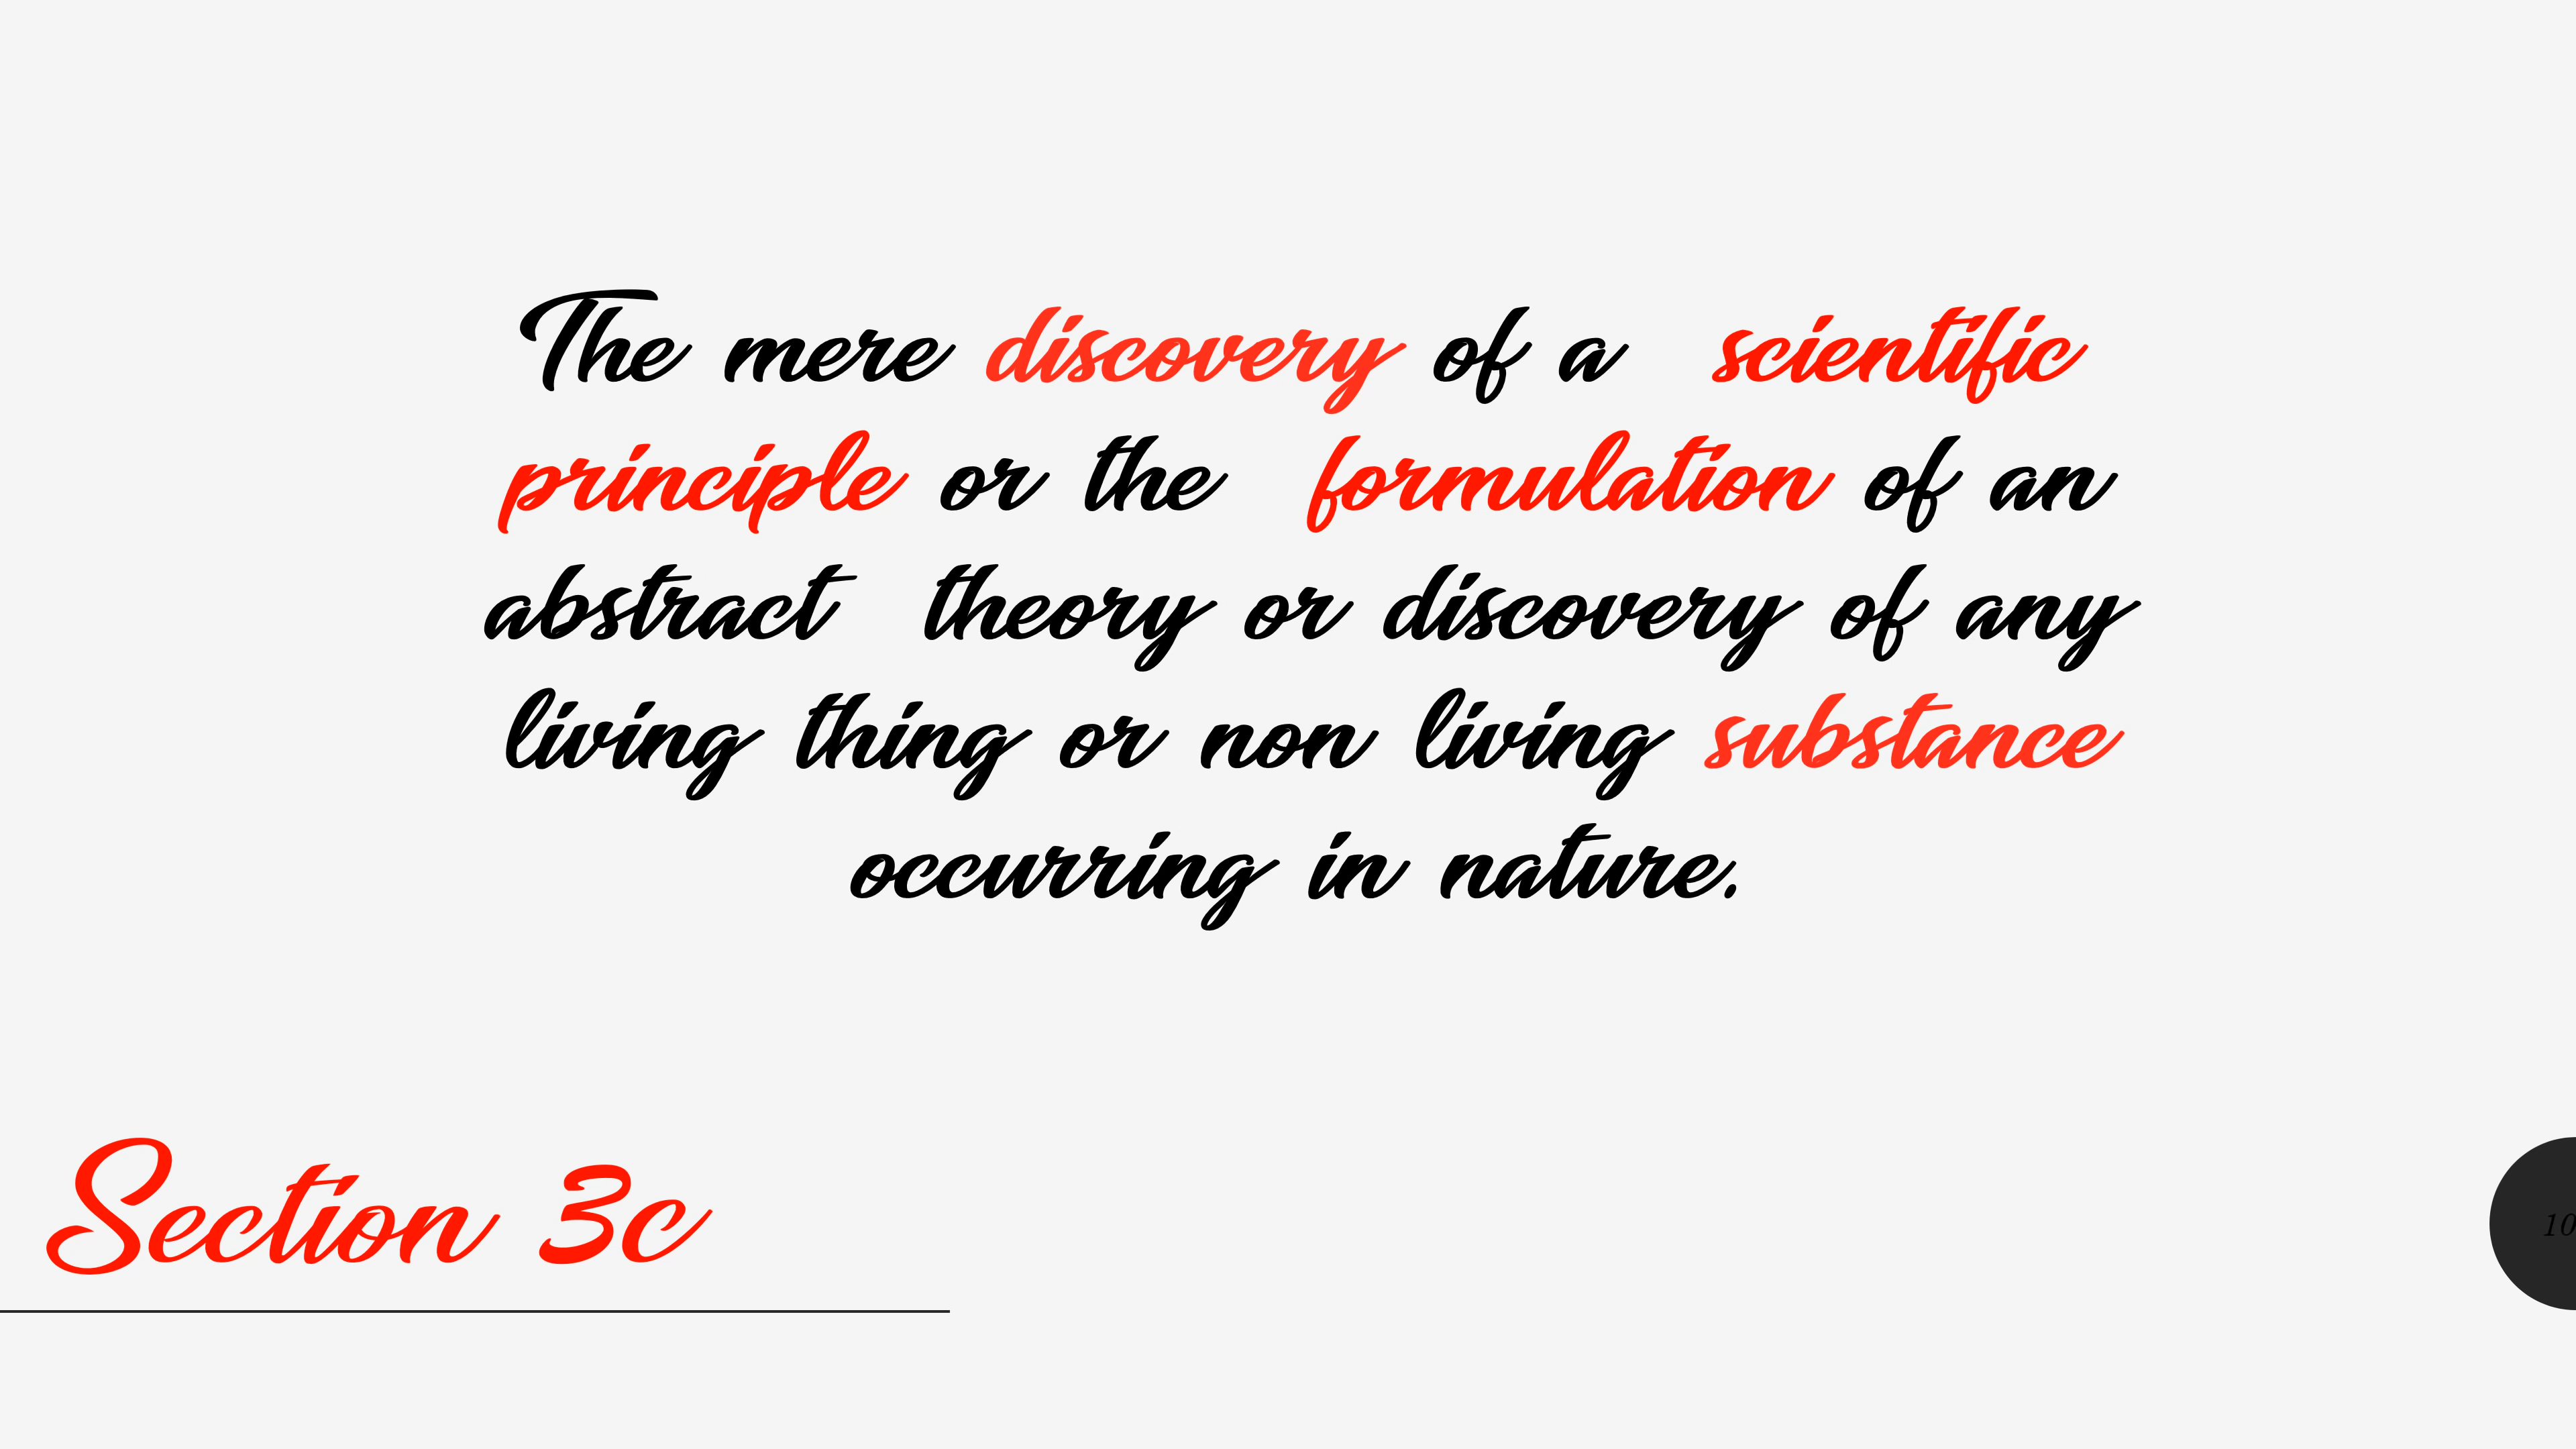 The mere discovery of a scientific
principle or the formulation of an
abstract theory or discovery of any
living thing or non living substance
occurring in nature.
Section 3c
10